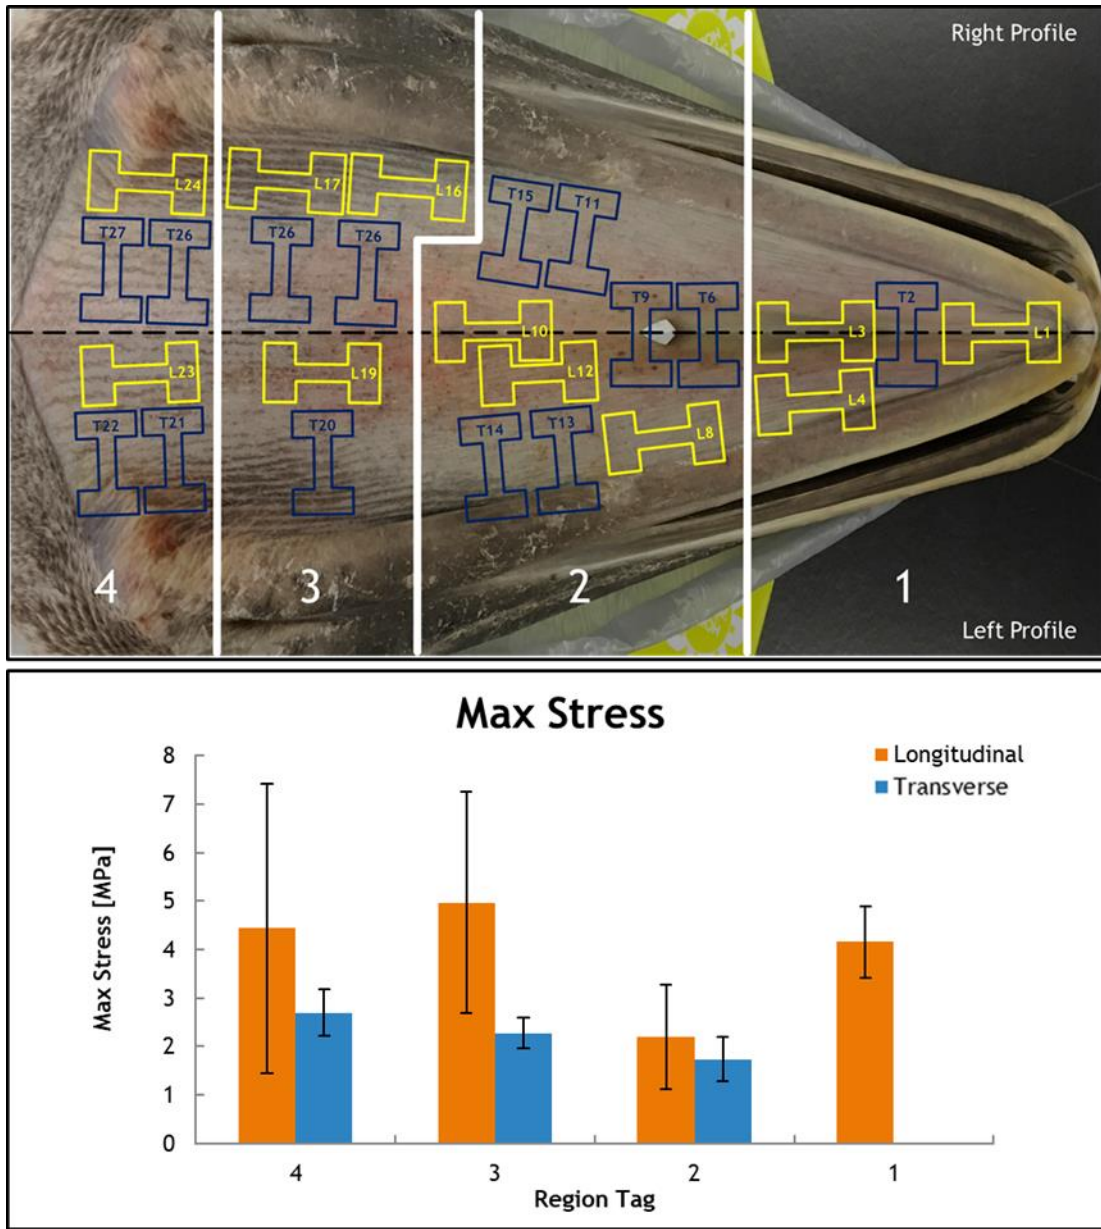 Right Profile
L24
L17
L16
T15
T11
T27
T26
T26
T26
T9
T6
T2
L10
L3
L1
L23
L19
L12
L4
L8
T22
T21
T20
T14
T13
4
3
2
1
Left Profile
Max Stress
Longitudinal
Transverse
Max Stress [MPa]
8
7
6
5
4
3
2
1
0
4 3 2 1
Region Tag